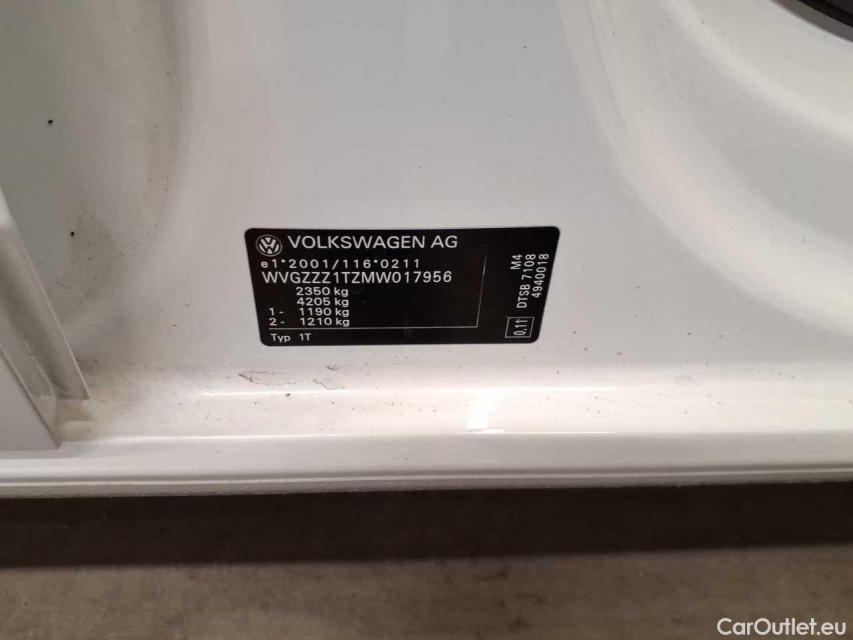 VOLKSWAGEN AG
e1*2001/116*0211
WVGZZZ1TZMW017956
2350 kg
4205 kg
1 - 1190 kg
2 - 1210 kg
Typ 1T
M4
DTSB 7108
4940018
0,11
CarOutlet.eu